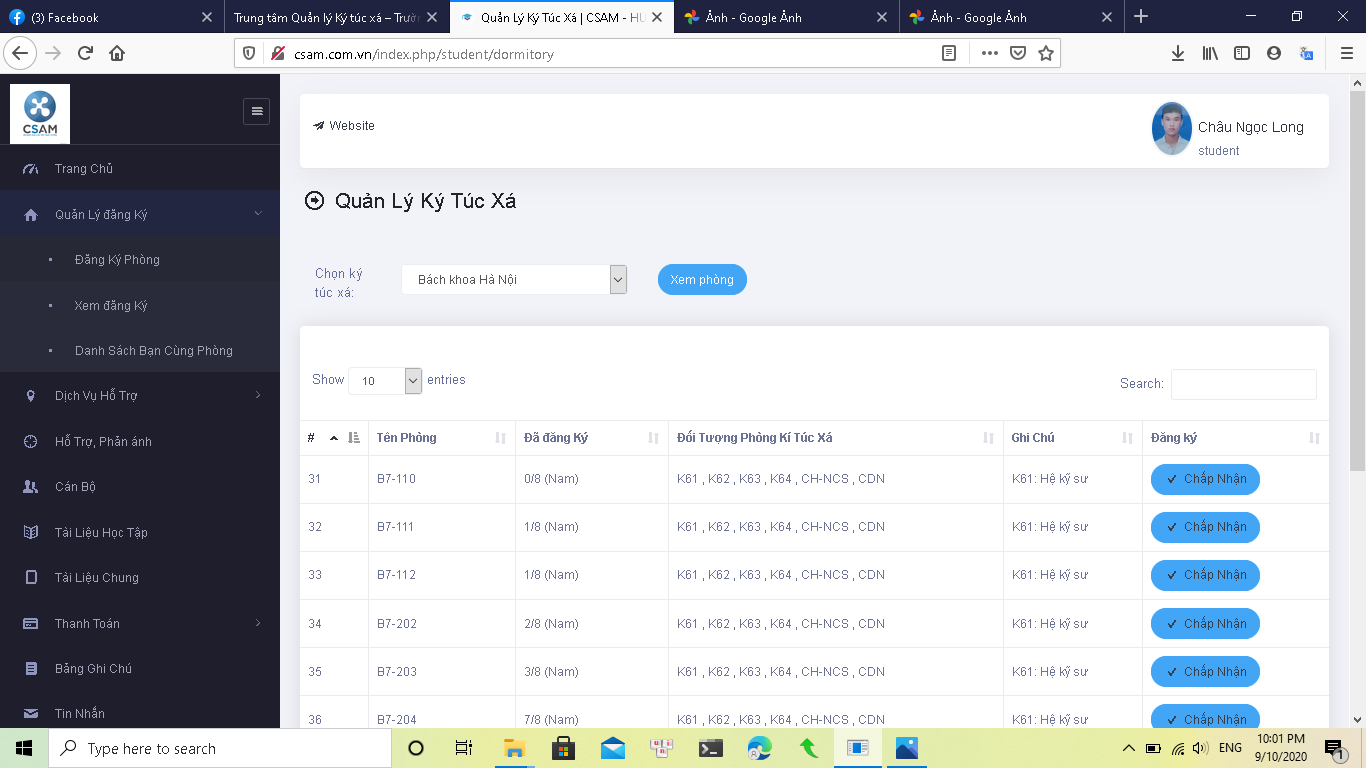 (3) Facebook
Trung tâm Quản lý Ký túc xá – Trườn
Quản Lý Ký Túc Xá | CSAM - HU
Ảnh - Google Ảnh
Ảnh - Google Ảnh
csam.com.vn/index.php/student/dormitory
CSAM
Website
Châu Ngọc Long
student
Trang Chủ
Quản Lý đăng Ký
Đăng Ký Phòng
Xem đăng Ký
Danh Sách Bạn Cùng Phòng
Dịch Vụ Hỗ Trợ
Hỗ Trợ, Phản ánh
Cán Bộ
Tài Liệu Học Tập
Tài Liệu Chung
Thanh Toán
Bảng Ghi Chú
Tin Nhắn
Quản Lý Ký Túc Xá
Chọn ký
túc xá:
Bách khoa Hà Nội
Xem phòng
Show 10 entries
Search:
# Tên Phòng Đã đăng Ký Đối Tượng Phòng Kí Túc Xá Ghi Chú Đăng ký
31 B7-110 0/8 (Nam) K61 , K62 , K63 , K64 , CH-NCS , CDN K61: Hệ kỹ sư Chấp Nhận
32 B7-111 1/8 (Nam) K61 , K62 , K63 , K64 , CH-NCS , CDN K61: Hệ kỹ sư Chấp Nhận
33 B7-112 1/8 (Nam) K61 , K62 , K63 , K64 , CH-NCS , CDN K61: Hệ kỹ sư Chấp Nhận
34 B7-202 2/8 (Nam) K61 , K62 , K63 , K64 , CH-NCS , CDN K61: Hệ kỹ sư Chấp Nhận
35 B7-203 3/8 (Nam) K61 , K62 , K63 , K64 , CH-NCS , CDN K61: Hệ kỹ sư Chấp Nhận
36 B7-204 7/8 (Nam) K61 , K62 , K63 , K64 , CH-NCS , CDN K61: Hệ kỹ sư Chấp Nhận
Type here to search
ENG
10:01 PM
9/10/2020
1